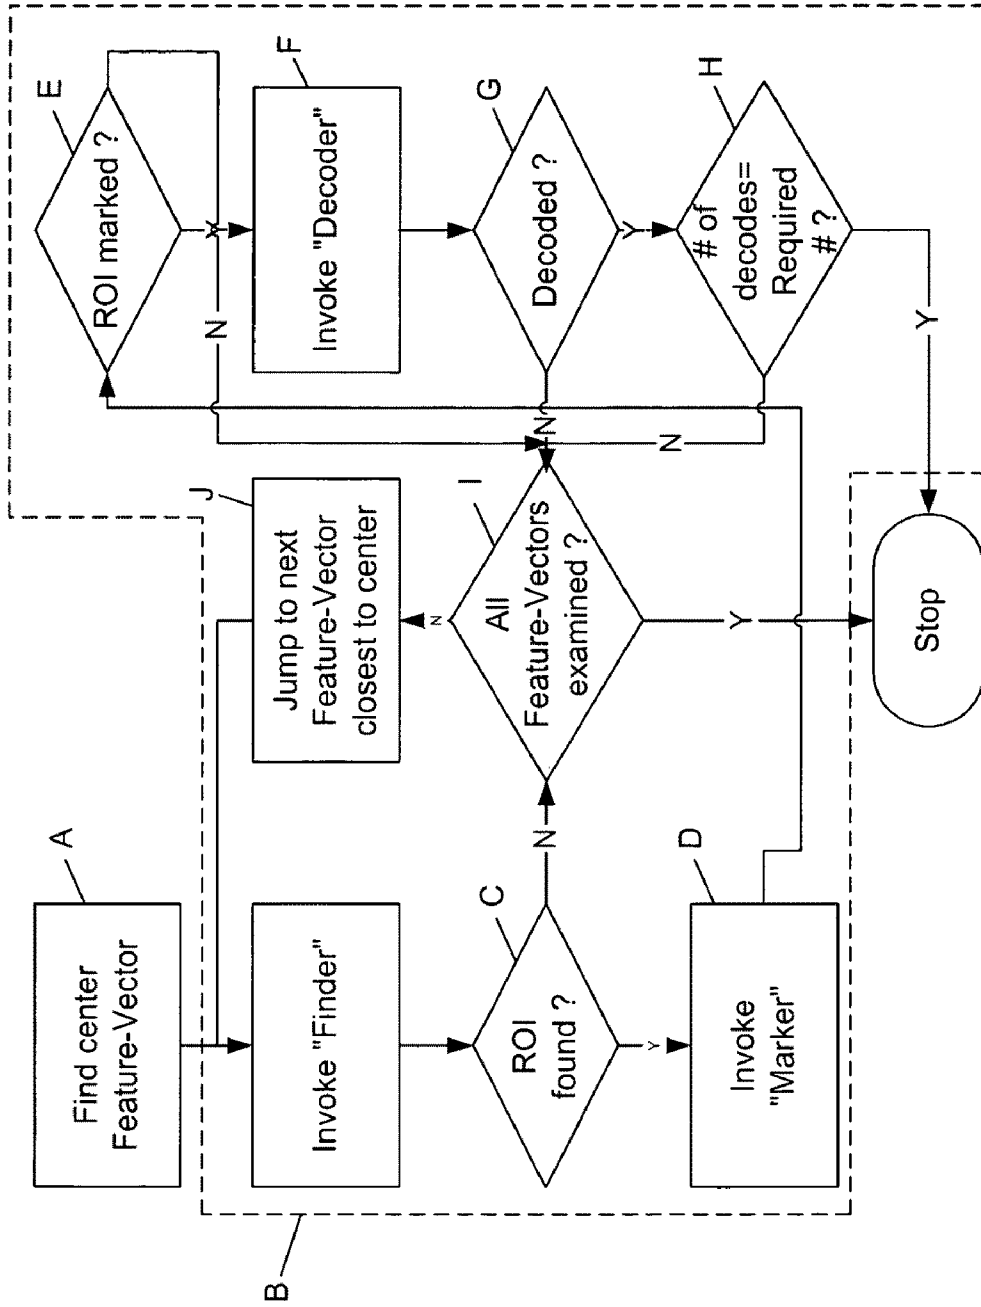 A
Find center
Feature-Vector
B
Invoke "Finder"
C
ROI
found ?
N
Y
D
Invoke
"Marker"
J
Jump to next
Feature-Vector
closest to center
N
I
All
Feature-Vectors
examined ?
Y
Stop
E
ROI marked ?
N
Y
F
Invoke "Decoder"
G
Decoded ?
N
Y
H
# of
decodes=
Required
# ?
N
Y